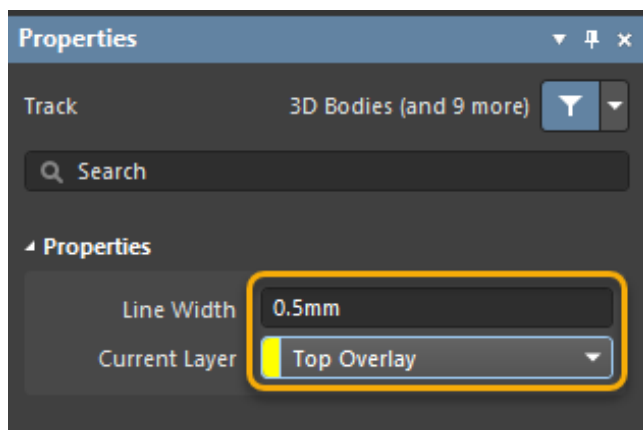 Properties
Track 3D Bodies (and 9 more)
Search
Properties
Line Width 0.5mm
Current Layer Top Overlay